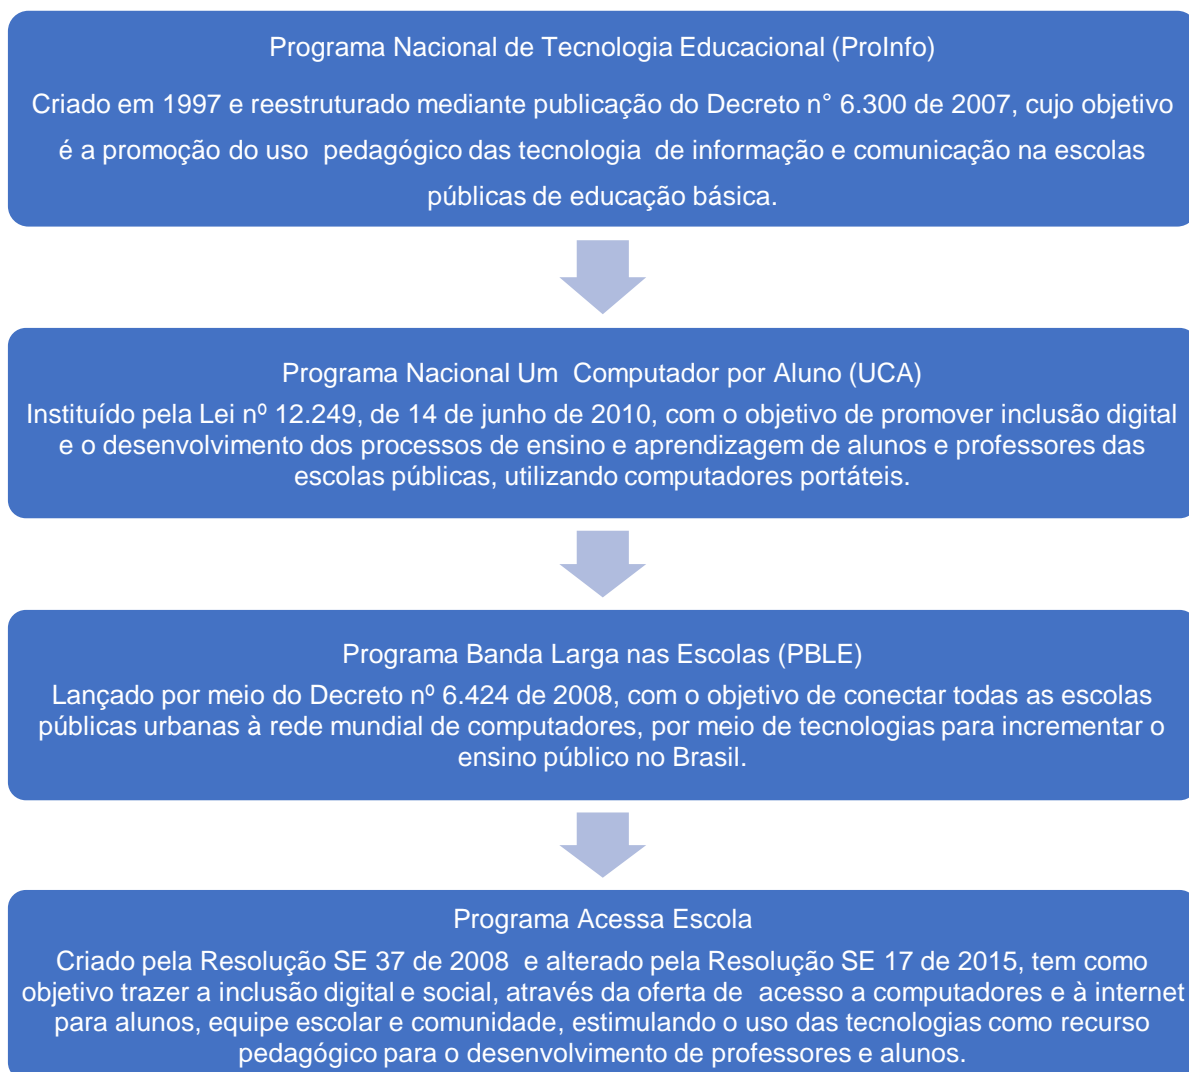 Programa Nacional de Tecnologia Educacional (ProInfo)
Criado em 1997 e reestruturado mediante publicação do Decreto n° 6.300 de 2007, cujo objetivo
é a promoção do uso pedagógico das tecnologia de informação e comunicação na escolas
públicas de educação básica.
Programa Nacional Um Computador por Aluno (UCA)
Instituído pela Lei nº 12.249, de 14 de junho de 2010, com o objetivo de promover inclusão digital
e o desenvolvimento dos processos de ensino e aprendizagem de alunos e professores das
escolas públicas, utilizando computadores portáteis.
Programa Banda Larga nas Escolas (PBLE)
Lançado por meio do Decreto nº 6.424 de 2008, com o objetivo de conectar todas as escolas
públicas urbanas à rede mundial de computadores, por meio de tecnologias para incrementar o
ensino público no Brasil.
Programa Acessa Escola
Criado pela Resolução SE 37 de 2008 e alterado pela Resolução SE 17 de 2015, tem como
objetivo trazer a inclusão digital e social, através da oferta de acesso a computadores e à internet
para alunos, equipe escolar e comunidade, estimulando o uso das tecnologias como recurso
pedagógico para o desenvolvimento de professores e alunos.